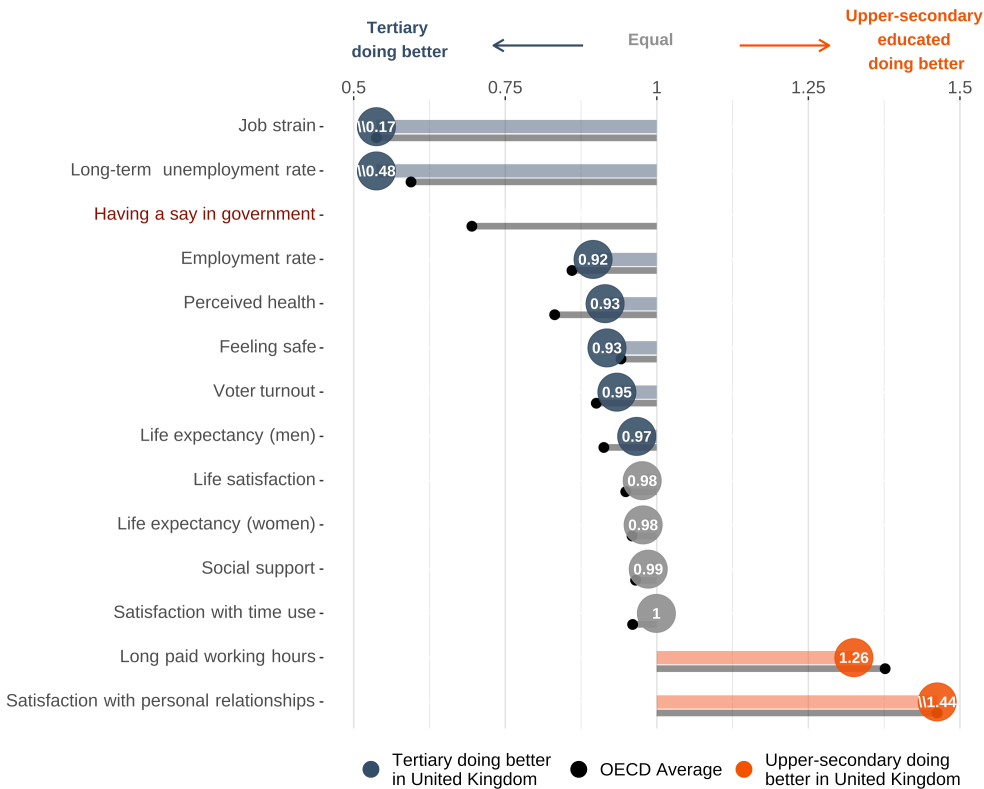 Tertiary
doing better
Equal
Upper-secondary
educated
doing better
0.5 0.75 1 1.25 1.5
Job strain \\0.17
Long-term unemployment rate \\0.48
Having a say in government
Employment rate 0.92
Perceived health 0.93
Feeling safe 0.93
Voter turnout 0.95
Life expectancy (men) 0.97
Life satisfaction 0.98
Life expectancy (women) 0.98
Social support 0.99
Satisfaction with time use 1
Long paid working hours 1.26
Satisfaction with personal relationships \\1.44
Tertiary doing better
in United Kingdom
OECD Average
Upper-secondary doing
better in United Kingdom